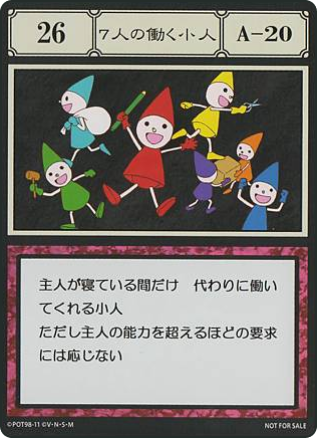 26
7人の働く小人
A-20
主人が寝ている間だけ　代わりに働い
てくれる小人
ただし主人の能力を超えるほどの要求
には応じない
©POT98-11 ©V・N・S・M
NOT FOR SALE